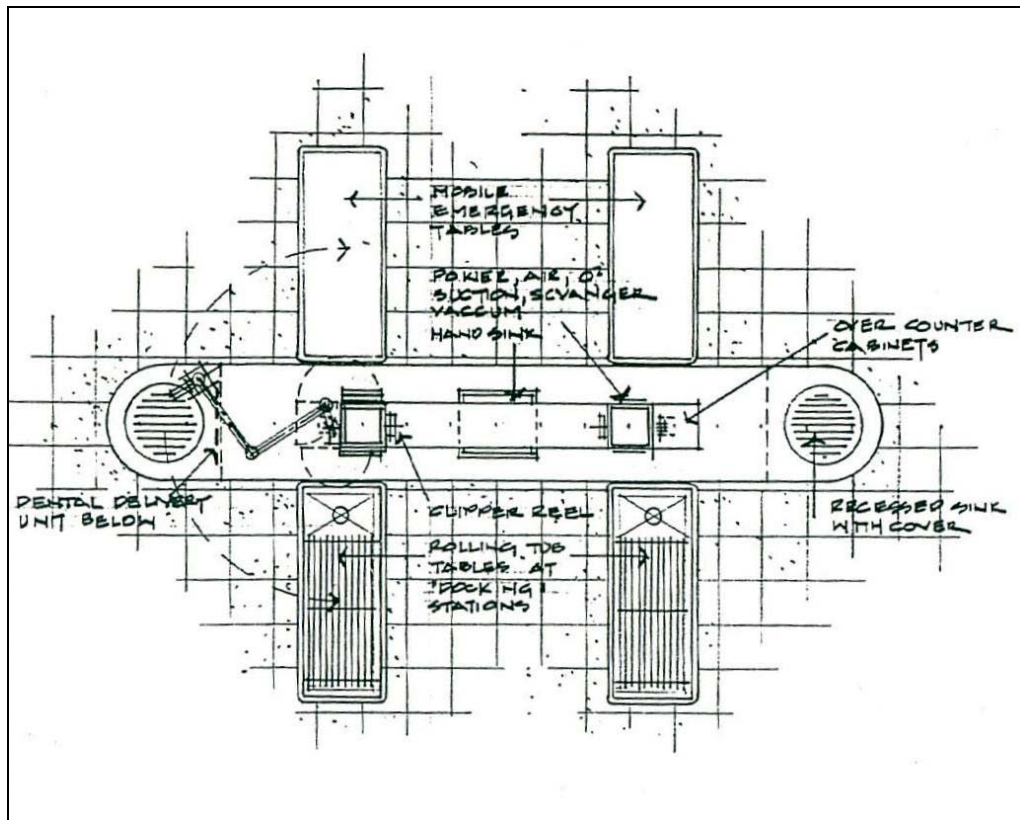 MOBILE
EMERGENCY
TABLES
POWER, AIR, O²
SUCTION, SCVANGER
VACCUM
HAND SINK
OVER COUNTER
CABINETS
DENTAL DELIVERY
UNIT BELOW
CLIPPER REEL
RECESSED SINK
WITH COVER
ROLLING TUB
TABLES AT
"DOCKING"
STATIONS